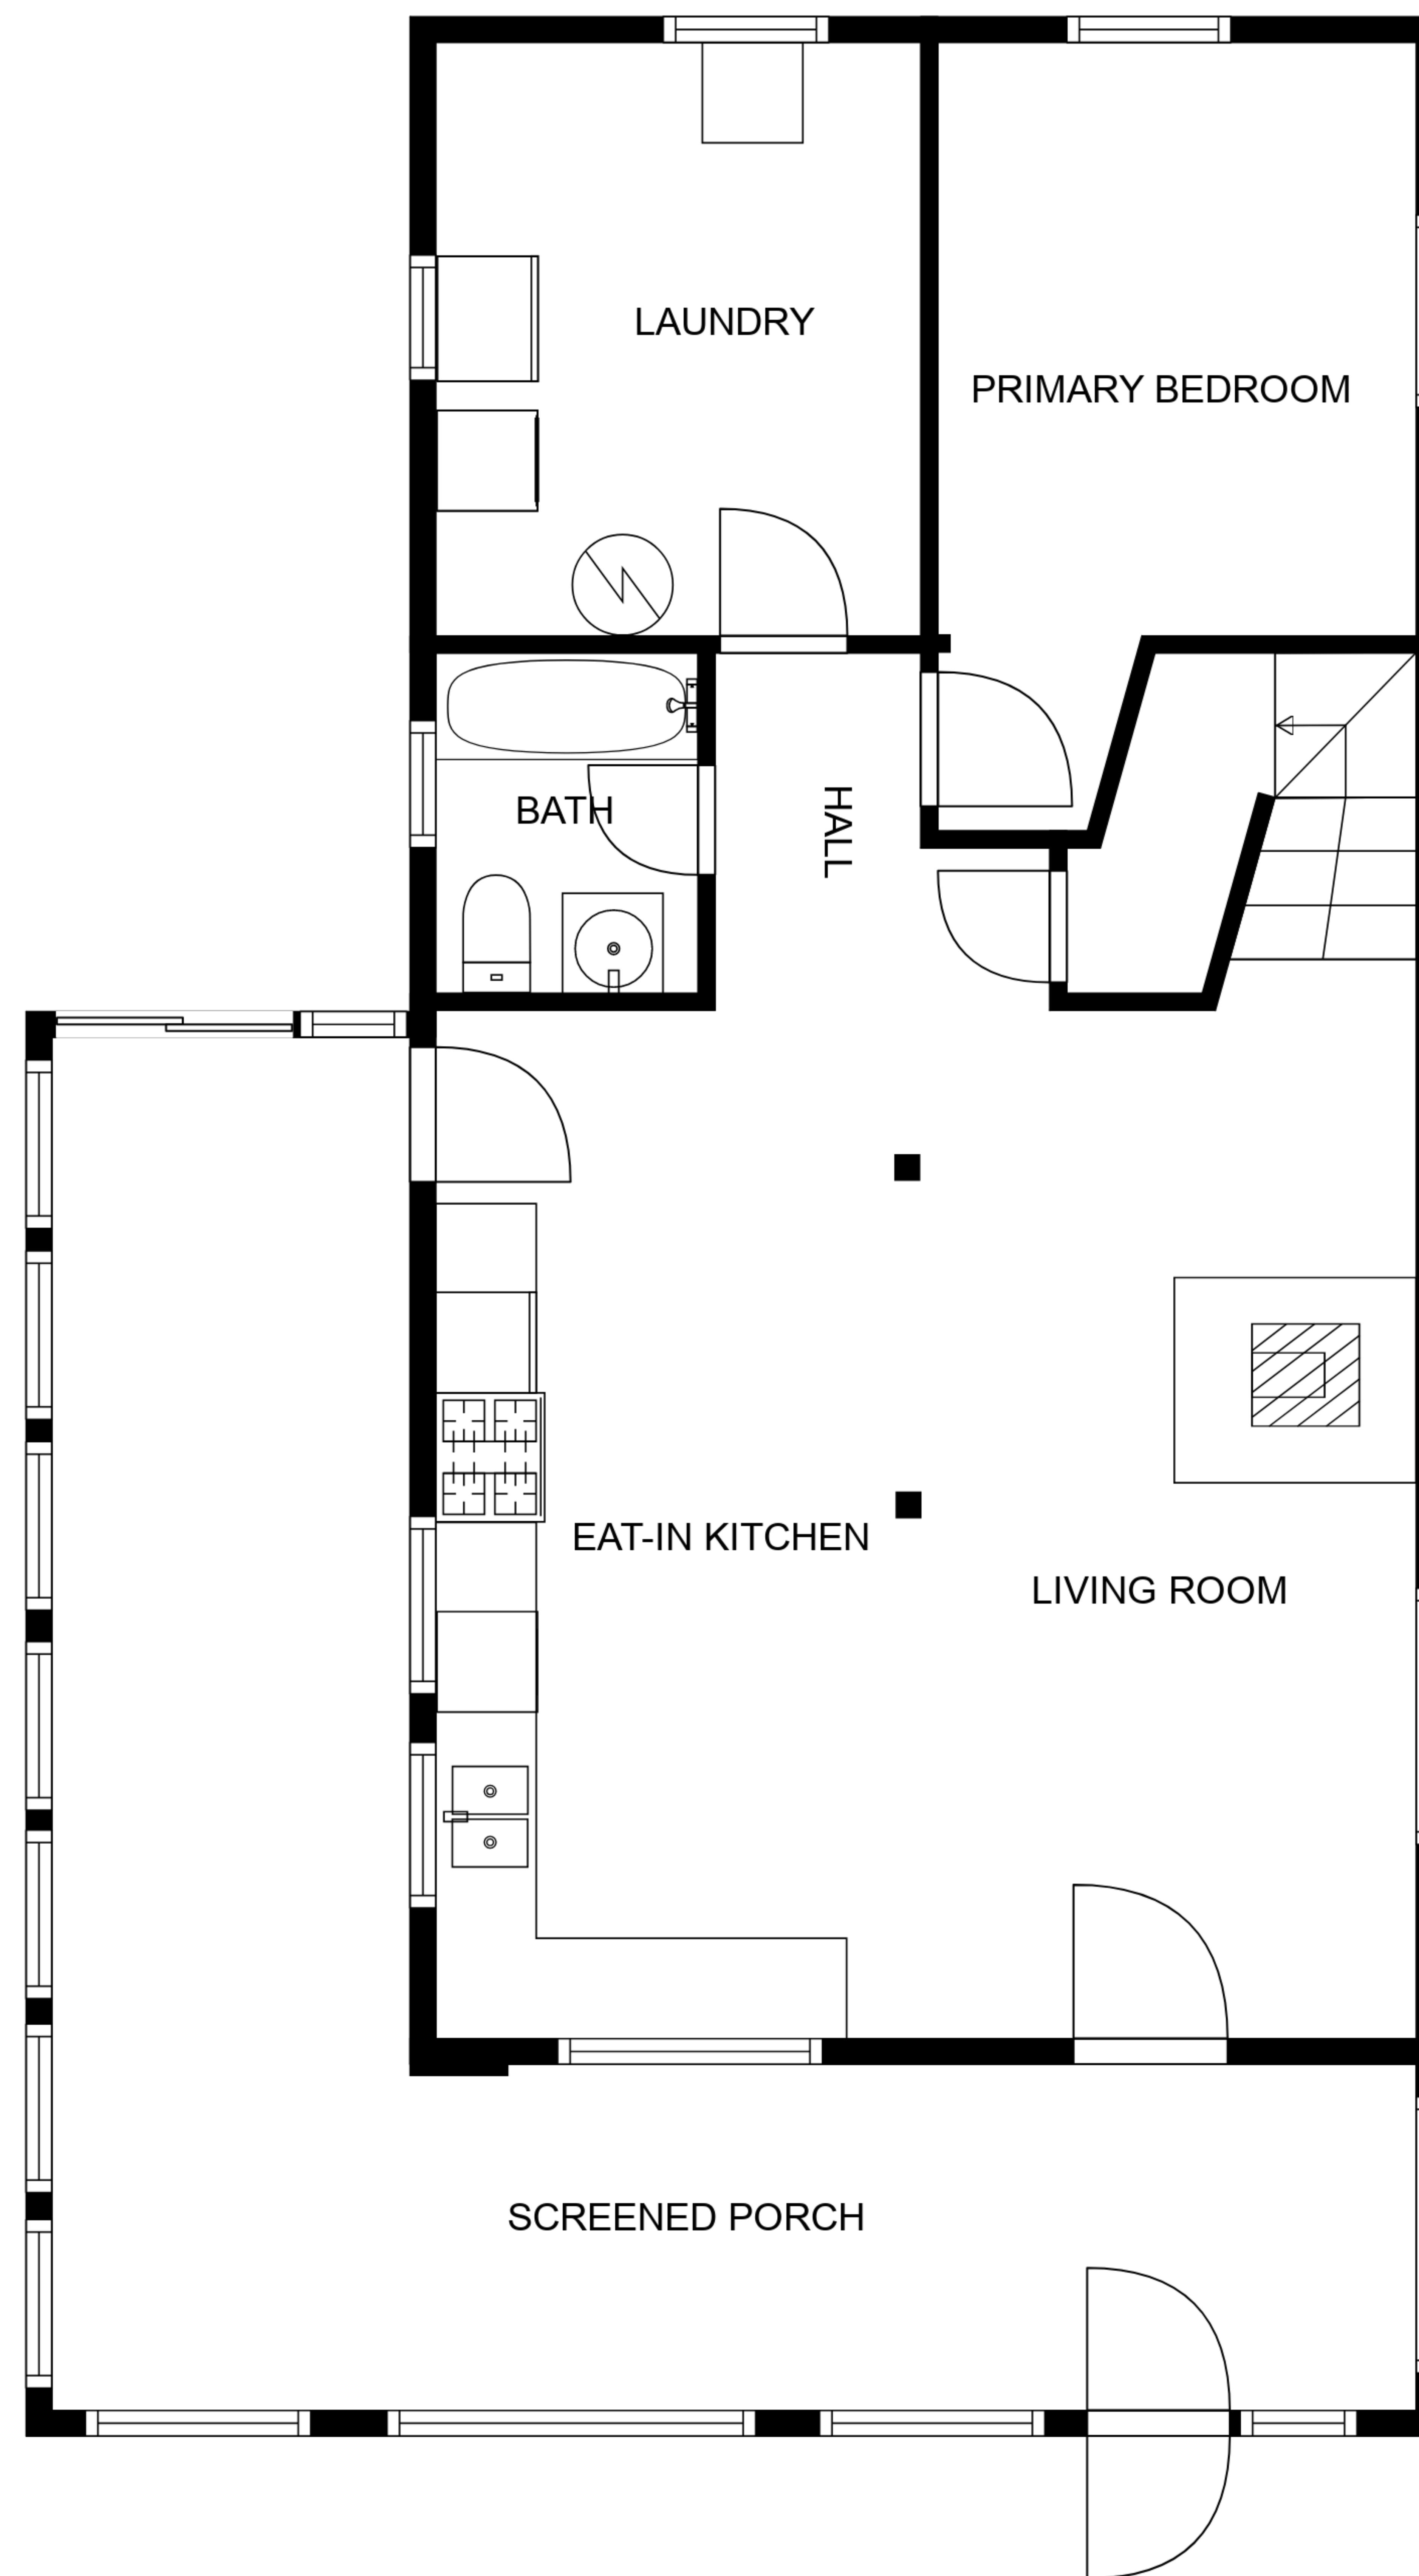 LAUNDRY
PRIMARY BEDROOM
BATH
HALL
EAT-IN KITCHEN
LIVING ROOM
SCREENED PORCH